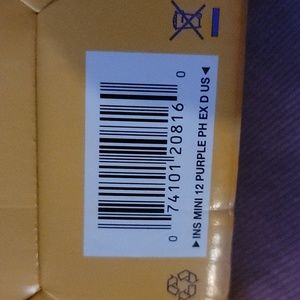 0 74101 20816 0
▶INS MINI 12 PURPLE PH EX D US◀